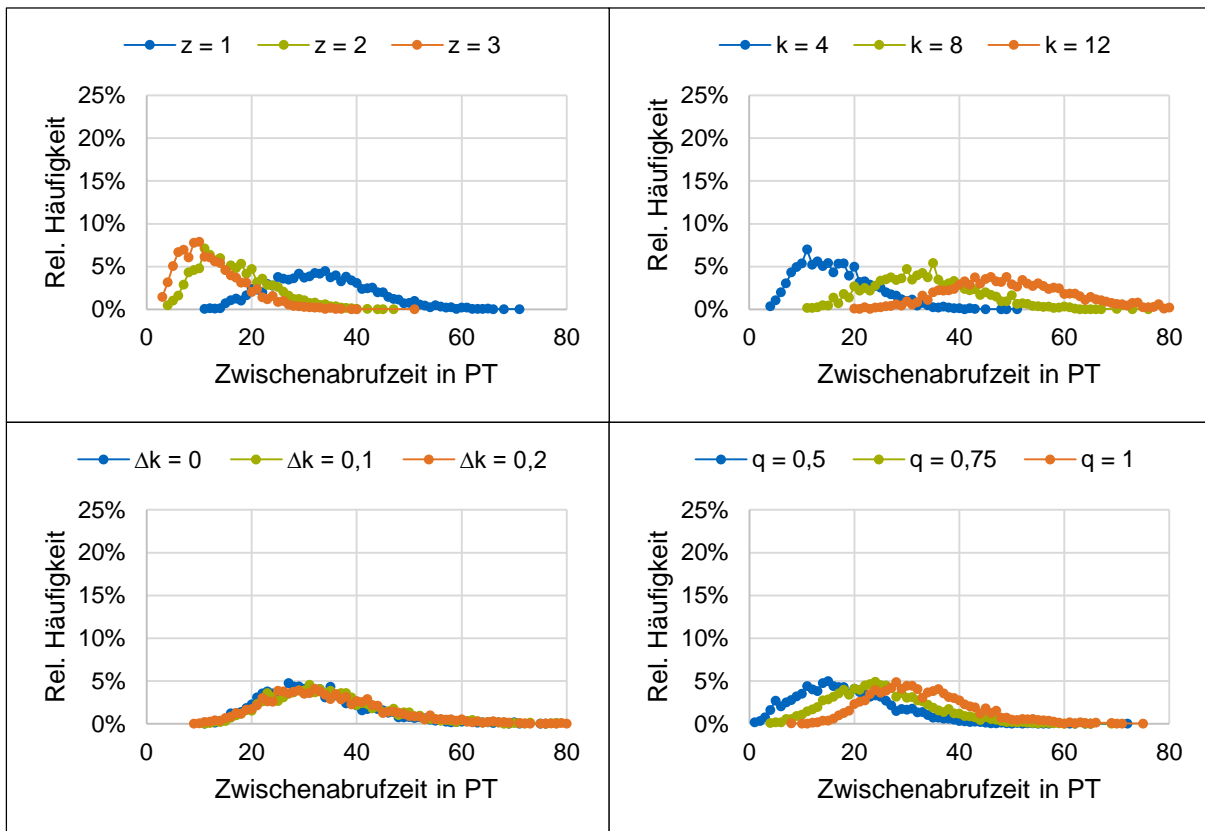 z = 1 z = 2 z = 3
25%
20%
15%
10%
5%
0%
Rel. Häufigkeit
0 20 40 60 80
Zwischenabrufzeit in PT
k = 4 k = 8 k = 12
25%
20%
15%
10%
5%
0%
Rel. Häufigkeit
0 20 40 60 80
Zwischenabrufzeit in PT
Δk = 0 Δk = 0,1 Δk = 0,2
25%
20%
15%
10%
5%
0%
Rel. Häufigkeit
0 20 40 60 80
Zwischenabrufzeit in PT
q = 0,5 q = 0,75 q = 1
25%
20%
15%
10%
5%
0%
Rel. Häufigkeit
0 20 40 60 80
Zwischenabrufzeit in PT